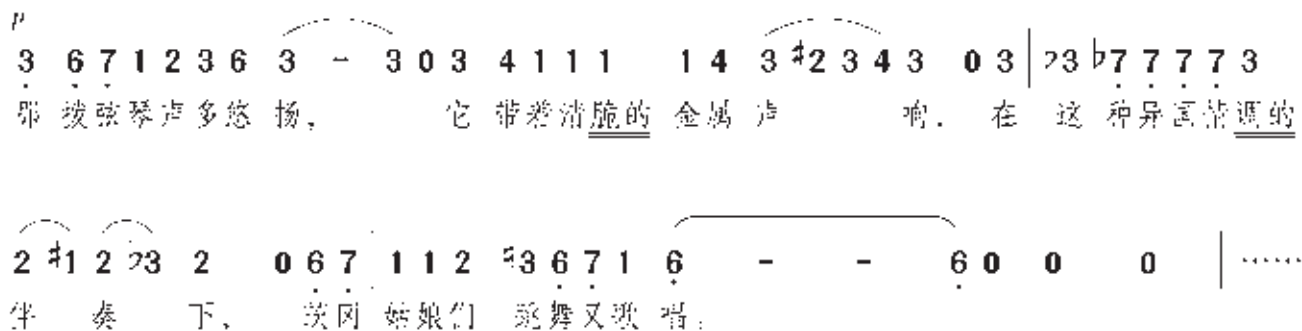 p
3 6 7 1 2 3 6 3 - 3 0 3 4 1 1 1 1 4 3 #2 3 4 3 0 3 | ♭3 ♭7 7 7 7 3
那 拨弦琴声多悠 扬, 它 带着清脆的 金属 声 响. 在 这 种异国情调的
2 #1 2 ♭3 2 0 6 7 1 1 2 ♮3 6 7 1 6 - - 6 0 0 0 | ······
伴 奏 下, 茨冈 姑娘们 跳舞又歌 唱;